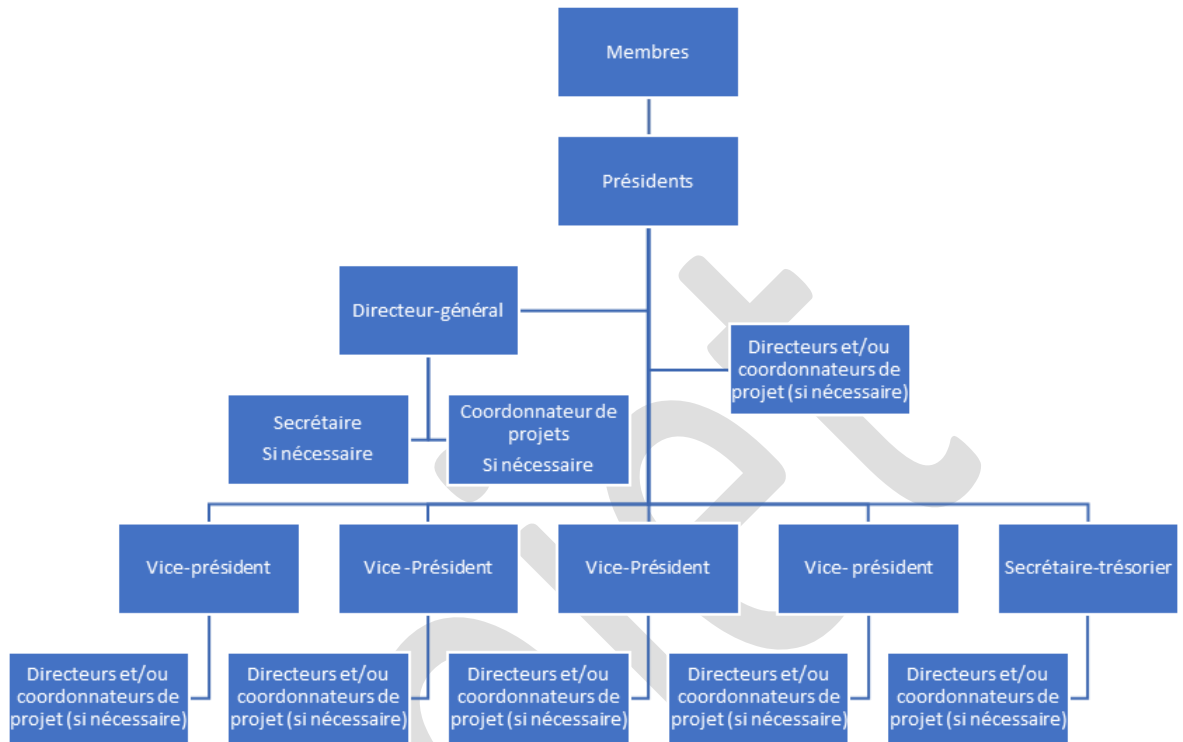 Membres
Présidents
Directeur-général
Directeurs et/ou
coordonnateurs de
projet (si nécessaire)
Secrétaire
Si nécessaire
Coordonnateur de
projets
Si nécessaire
Vice-président
Vice -Président
Vice-Président
Vice- président
Secrétaire-trésorier
Directeurs et/ou
coordonnateurs de
projet (si nécessaire)
Directeurs et/ou
coordonnateurs de
projet (si nécessaire)
Directeurs et/ou
coordonnateurs de
projet (si nécessaire)
Directeurs et/ou
coordonnateurs de
projet (si nécessaire)
Directeurs et/ou
coordonnateurs de
projet (si nécessaire)